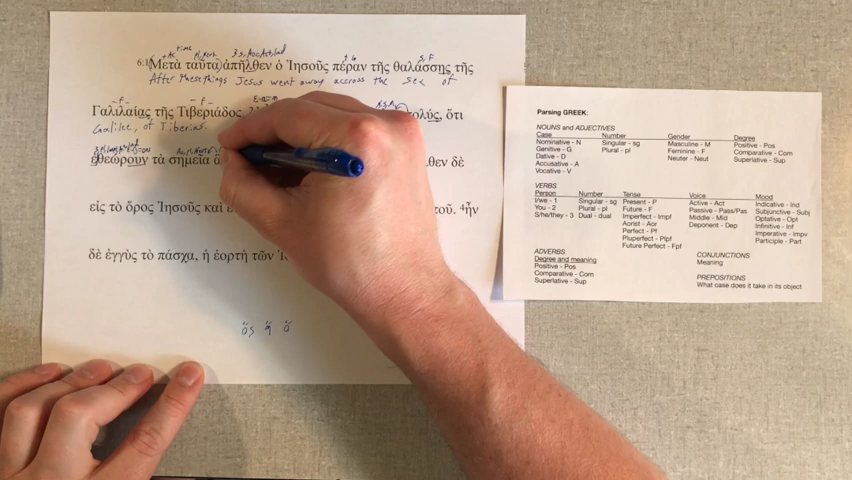 time
6:1 Μετὰ ταῦτα) ἀπῆλθεν ὁ Ἰησοῦς πέραν τῆς θαλάσσης τῆς
After these things Jesus went away accross the sea of
Γαλιλαίας τῆς Τιβεριάδος. ὅτι
Galilee, of Tiberias.
ἐθεώρουν τὰ σημεῖα δὲ
εἰς τὸ ὄρος Ἰησοῦς καὶ τοῦ. ⁴ἦν
δὲ ἐγγὺς τὸ πάσχα, ἡ ἑορτὴ τῶν
ὅς ἥ ὅ
Parsing GREEK:
NOUNS and ADJECTIVES
Case Number Gender Degree
Nominative - N Singular - sg Masculine - M Positive - Pos
Genitive - G Plural - pl Feminine - F Comparative - Com
Dative - D Neuter - Neut Superlative - Sup
Accusative - A
Vocative - V
VERBS
Person Number Tense Voice Mood
I/we - 1 Singular - sg Present - P Active - Act Indicative - Ind
You - 2 Plural - pl Future - F Passive - Pass/Pas Subjunctive - Subj
S/he/they - 3 Dual - dual Imperfect - Impf Middle - Mid Optative - Opt
Aorist - Aor Deponent - Dep Infinitive - Inf
Perfect - Pf Imperative - Impv
Pluperfect - Plpf Participle - Part
Future Perfect - Fpf
ADVERBS
Degree and meaning
Positive - Pos
Comparative - Com
Superlative - Sup
CONJUNCTIONS
Meaning
PREPOSITIONS
What case does it take in its object